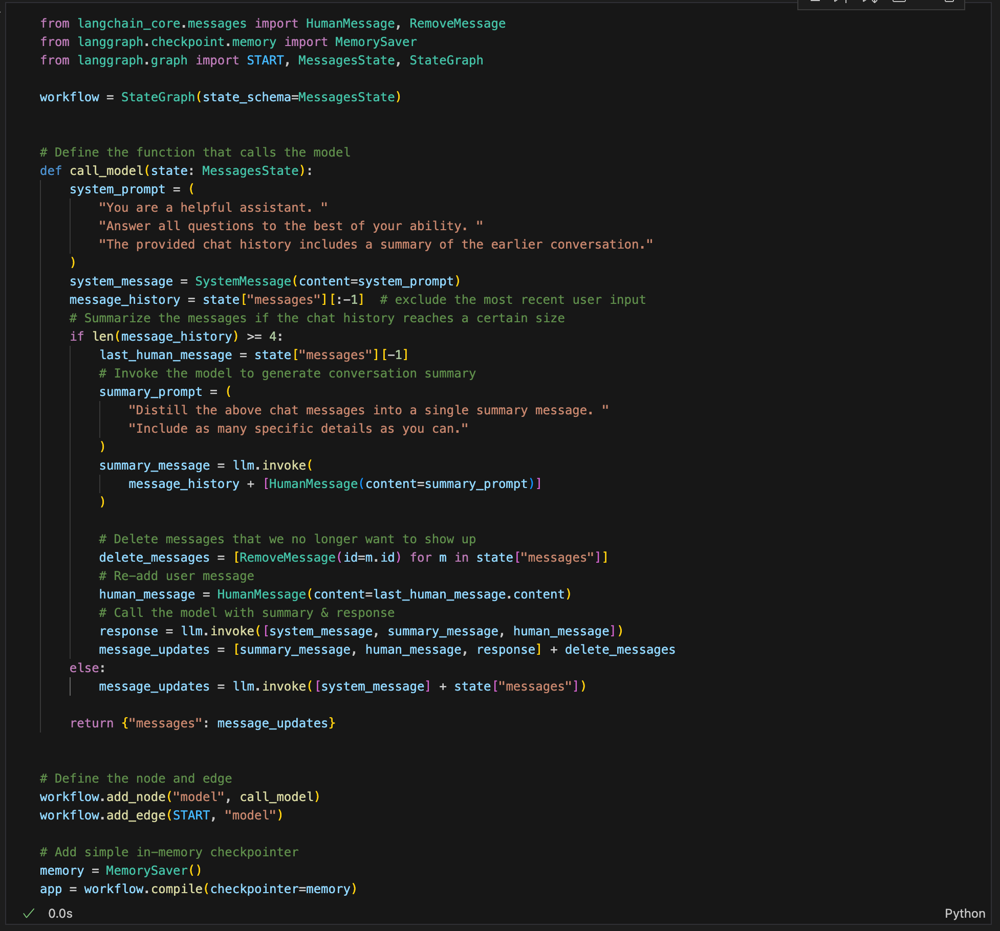 from langchain_core.messages import HumanMessage, RemoveMessage
from langgraph.checkpoint.memory import MemorySaver
from langgraph.graph import START, MessagesState, StateGraph

workflow = StateGraph(state_schema=MessagesState)


# Define the function that calls the model
def call_model(state: MessagesState):
    system_prompt = (
        "You are a helpful assistant. "
        "Answer all questions to the best of your ability. "
        "The provided chat history includes a summary of the earlier conversation."
    )
    system_message = SystemMessage(content=system_prompt)
    message_history = state["messages"][:-1]  # exclude the most recent user input
    # Summarize the messages if the chat history reaches a certain size
    if len(message_history) >= 4:
        last_human_message = state["messages"][-1]
        # Invoke the model to generate conversation summary
        summary_prompt = (
            "Distill the above chat messages into a single summary message. "
            "Include as many specific details as you can."
        )
        summary_message = llm.invoke(
            message_history + [HumanMessage(content=summary_prompt)]
        )

        # Delete messages that we no longer want to show up
        delete_messages = [RemoveMessage(id=m.id) for m in state["messages"]]
        # Re-add user message
        human_message = HumanMessage(content=last_human_message.content)
        # Call the model with summary & response
        response = llm.invoke([system_message, summary_message, human_message])
        message_updates = [summary_message, human_message, response] + delete_messages
    else:
        message_updates = llm.invoke([system_message] + state["messages"])

    return {"messages": message_updates}


# Define the node and edge
workflow.add_node("model", call_model)
workflow.add_edge(START, "model")

# Add simple in-memory checkpointer
memory = MemorySaver()
app = workflow.compile(checkpointer=memory)
0.0s
Python